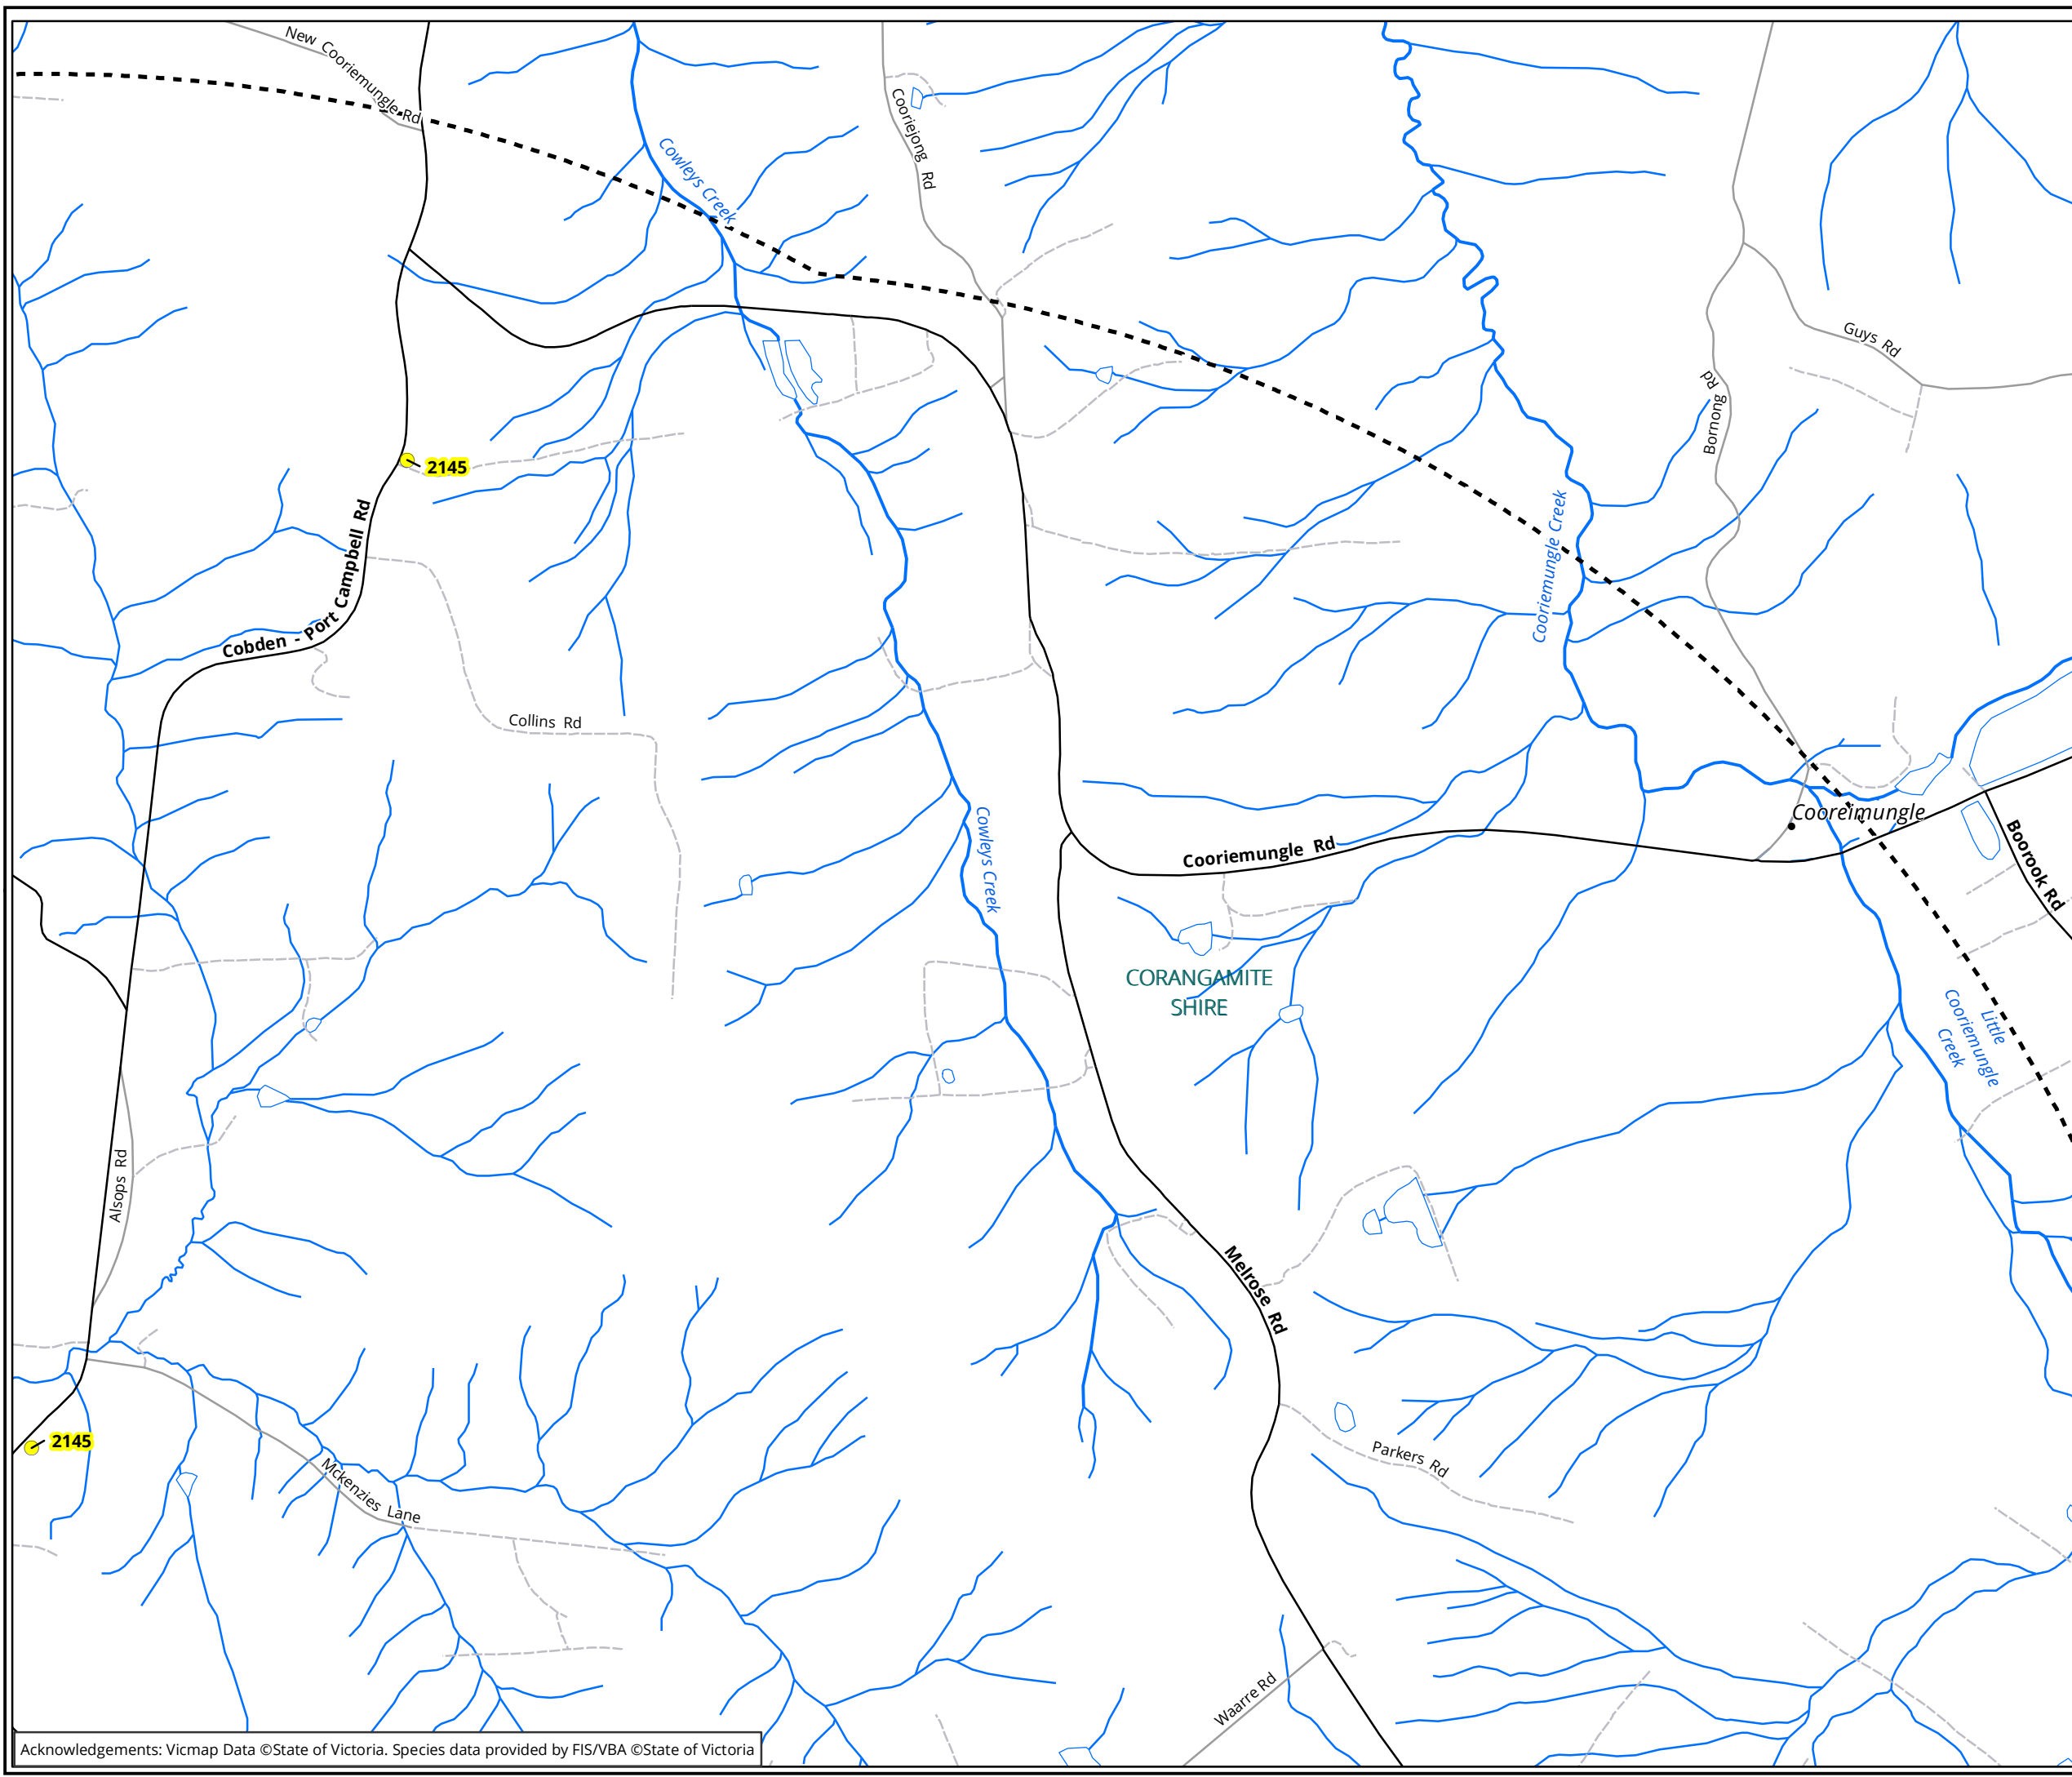 New Cooriemungle Rd
Cooriejong Rd
Cowleys Creek
Guys Rd
Bornong Rd
2145
Cobden - Port Campbell Rd
Cooriemungle Creek
Collins Rd
Cooreimungle
Cowleys Creek
Cooriemungle Rd
Boorook Rd
CORANGAMITE
SHIRE
Little
Cooriemungle
Creek
Alsops Rd
Melrose Rd
2145
Parkers Rd
Mckenzies Lane
Waarre Rd
Acknowledgements: Vicmap Data ©State of Victoria. Species data provided by FIS/VBA ©State of Victoria